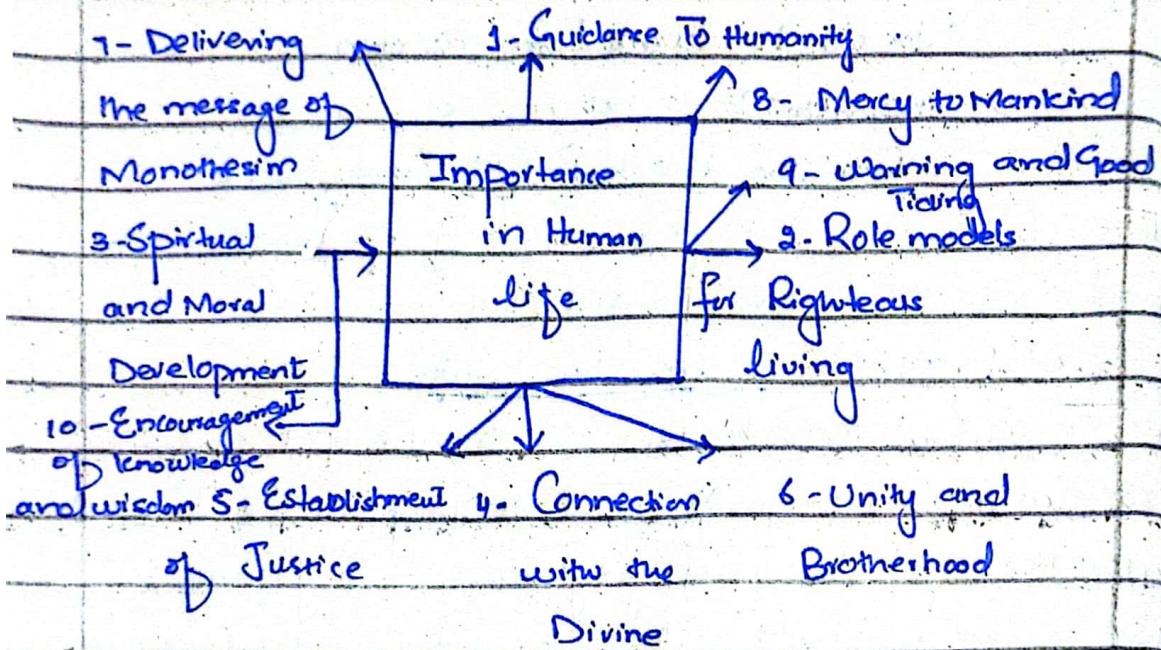 7- Delivering
the message of
Monothesim
1- Guidance To Humanity
8- Mercy to Mankind
9- Warning and Good
Tiding
2- Role models
for Righteous
living
Importance
in Human
life
3-Spirtual
and Moral
Development
10-Encouragement
of knowledge
and wisdom
5- Establishment
of Justice
4- Connection
with the
Divine
6-Unity and
Brotherhood